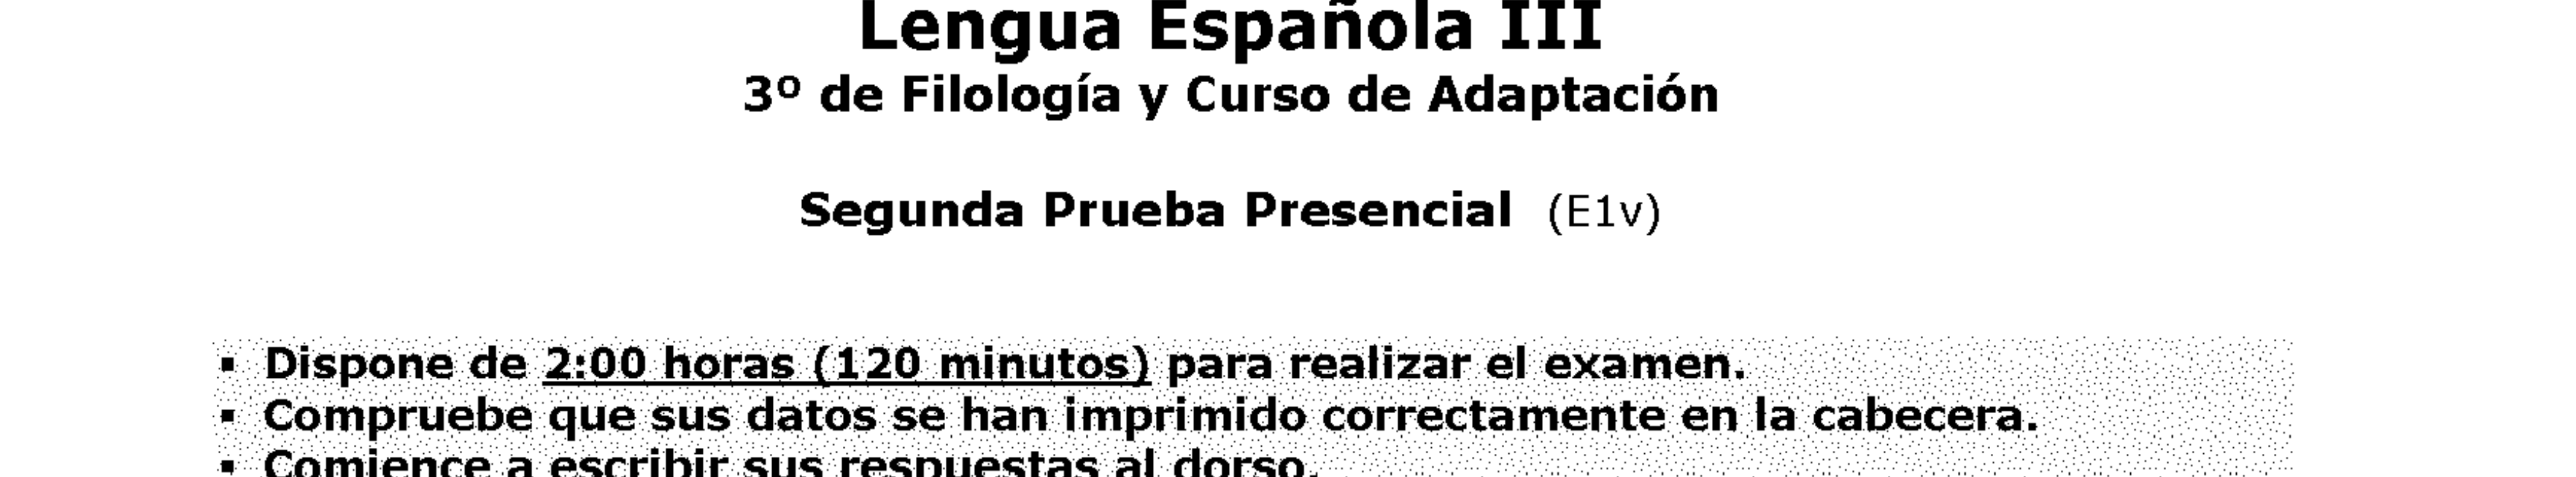 Lengua Española III
3º de Filología y Curso de Adaptación
Segunda Prueba Presencial (E1v)
▪ Dispone de 2:00 horas (120 minutos) para realizar el examen.
▪ Compruebe que sus datos se han imprimido correctamente en la cabecera.
▪ Comience a escribir sus respuestas al dorso.